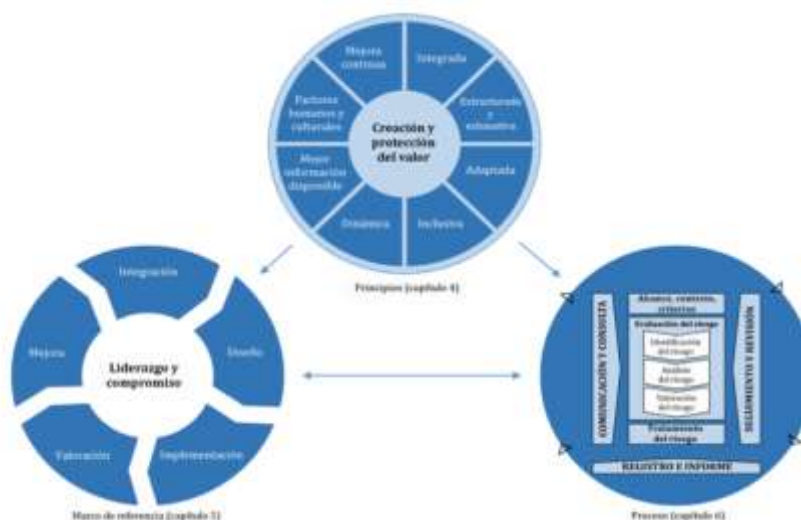 Mejora
continua
Integrada
Factores
humanos y
culturales
Estructurada
y
exhaustiva
Creación y
protección
del valor
Mejor
información
disponible
Adaptada
Dinámica
Inclusiva
Principios (capítulo 4)
Integración
Mejora
Diseño
Liderazgo y
compromiso
Valoración
Implementación
Marco de referencia (capítulo 5)
Alcance, contexto,
criterios
Evaluación del riesgo
Identificación
del riesgo
Análisis
del riesgo
Valoración
del riesgo
Tratamiento
del riesgo
COMUNICACIÓN Y CONSULTA
SEGUIMIENTO Y REVISIÓN
REGISTRO E INFORME
Proceso (capítulo 6)